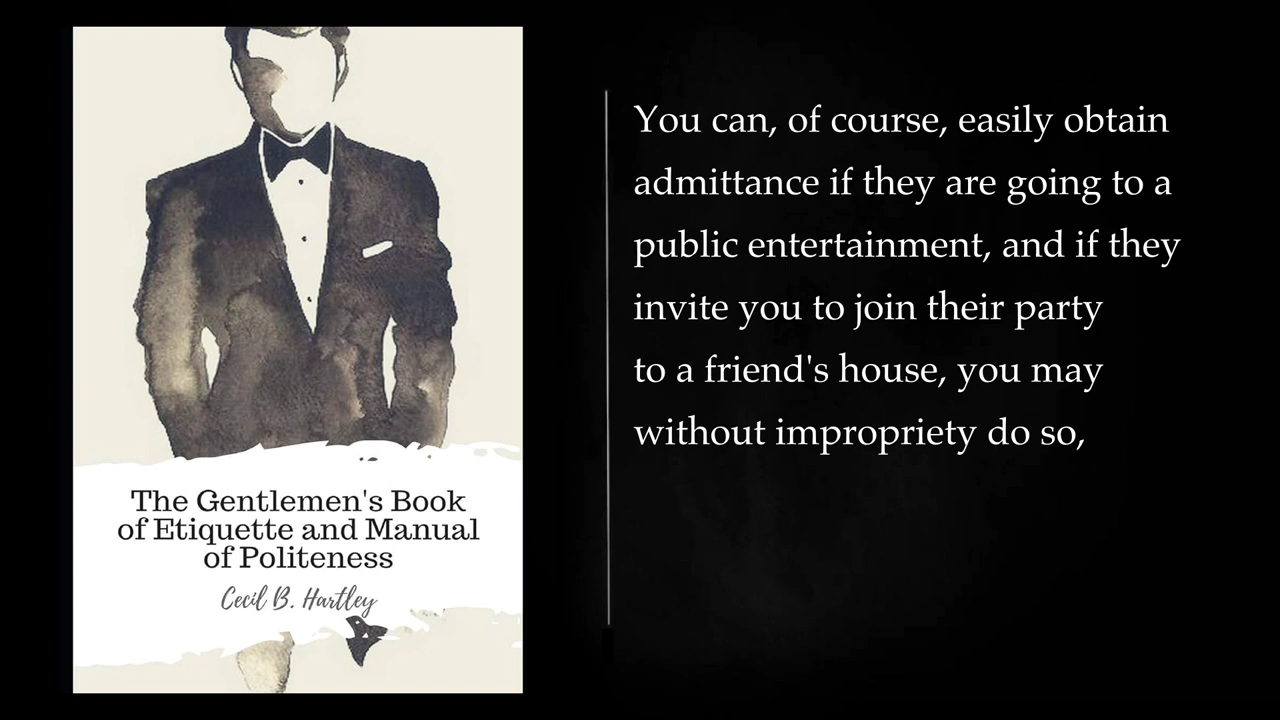 The Gentlemen's Book
of Etiquette and Manual
of Politeness
Cecil B. Hartley
You can, of course, easily obtain
admittance if they are going to a
public entertainment, and if they
invite you to join their party
to a friend's house, you may
without impropriety do so,